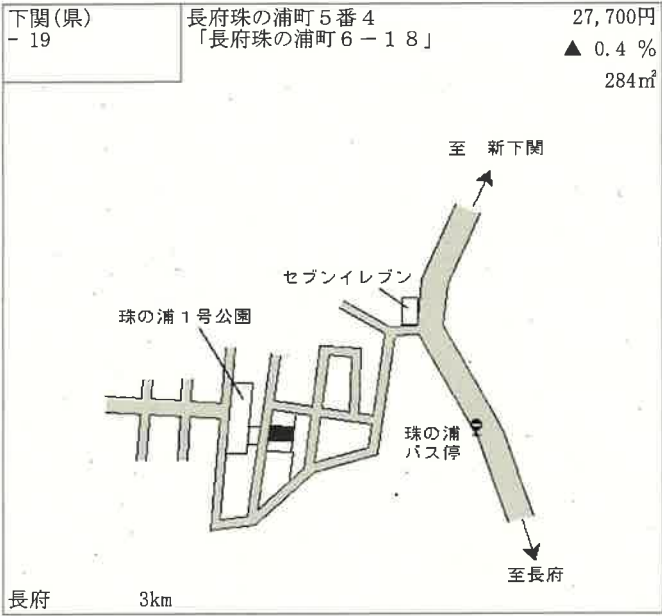 下関(県)
- 19
長府珠の浦町５番４
「長府珠の浦町６－１８」
27,700円
▲ 0.4 %
284㎡
至 新下関
セブンイレブン
珠の浦１号公園
珠の浦
バス停
至長府
長府 3km